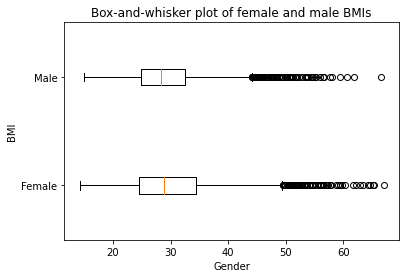 Box-and-whisker plot of female and male BMIs
Male
BMI
Female
20 30 40 50 60
Gender